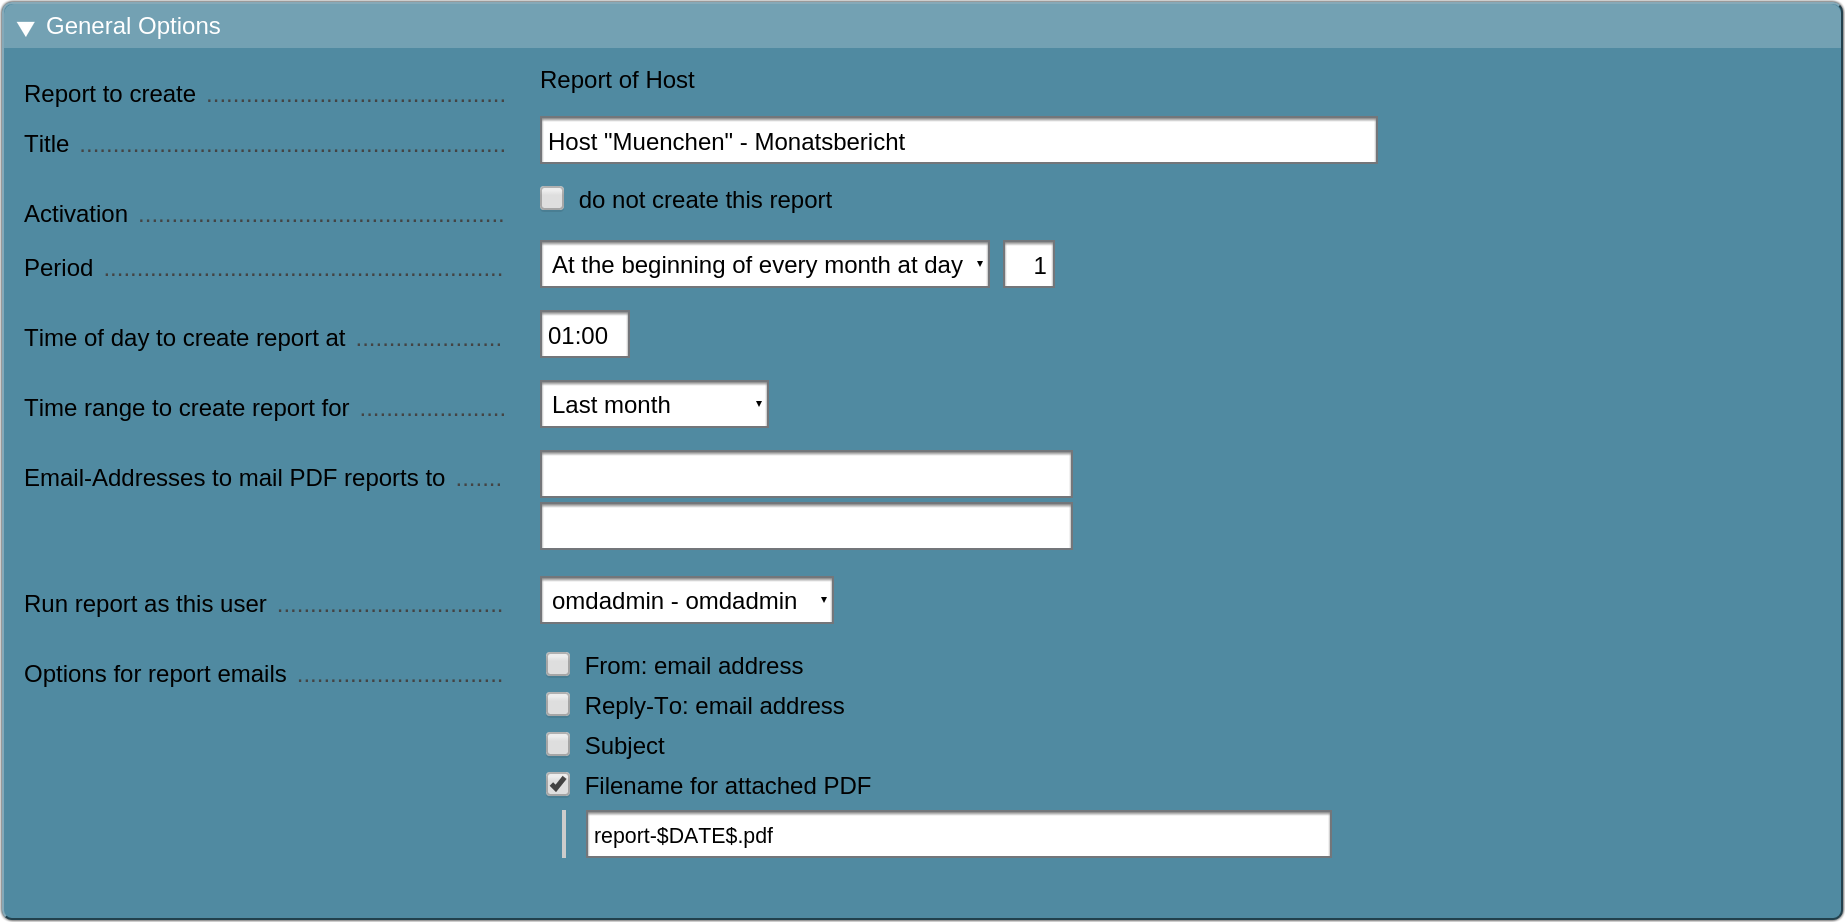 General Options
Report to create ............................................. Report of Host
Title ................................................................ Host "Muenchen" - Monatsbericht
Activation ....................................................... do not create this report
Period ............................................................ At the beginning of every month at day 1
Time of day to create report at ...................... 01:00
Time range to create report for ...................... Last month
Email-Addresses to mail PDF reports to .......
Run report as this user .................................. omdadmin - omdadmin
Options for report emails ............................... From: email address
Reply-To: email address
Subject
Filename for attached PDF
report-$DATE$.pdf